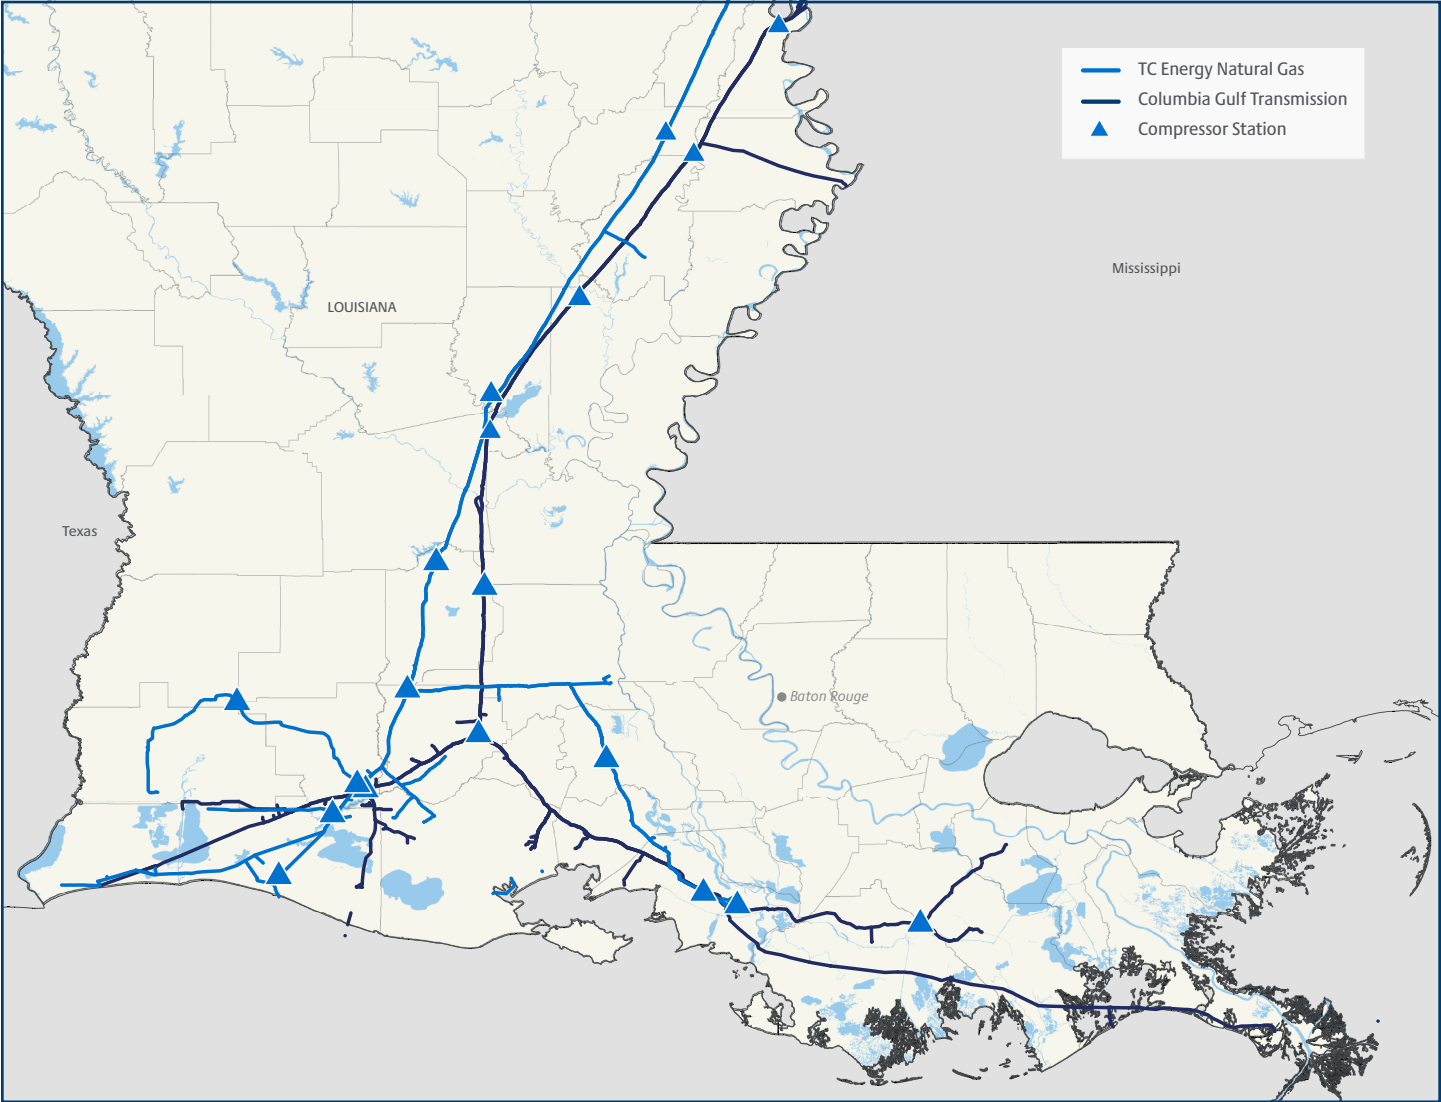 TC Energy Natural Gas
Columbia Gulf Transmission
Compressor Station
Mississippi
LOUISIANA
Texas
Baton Rouge